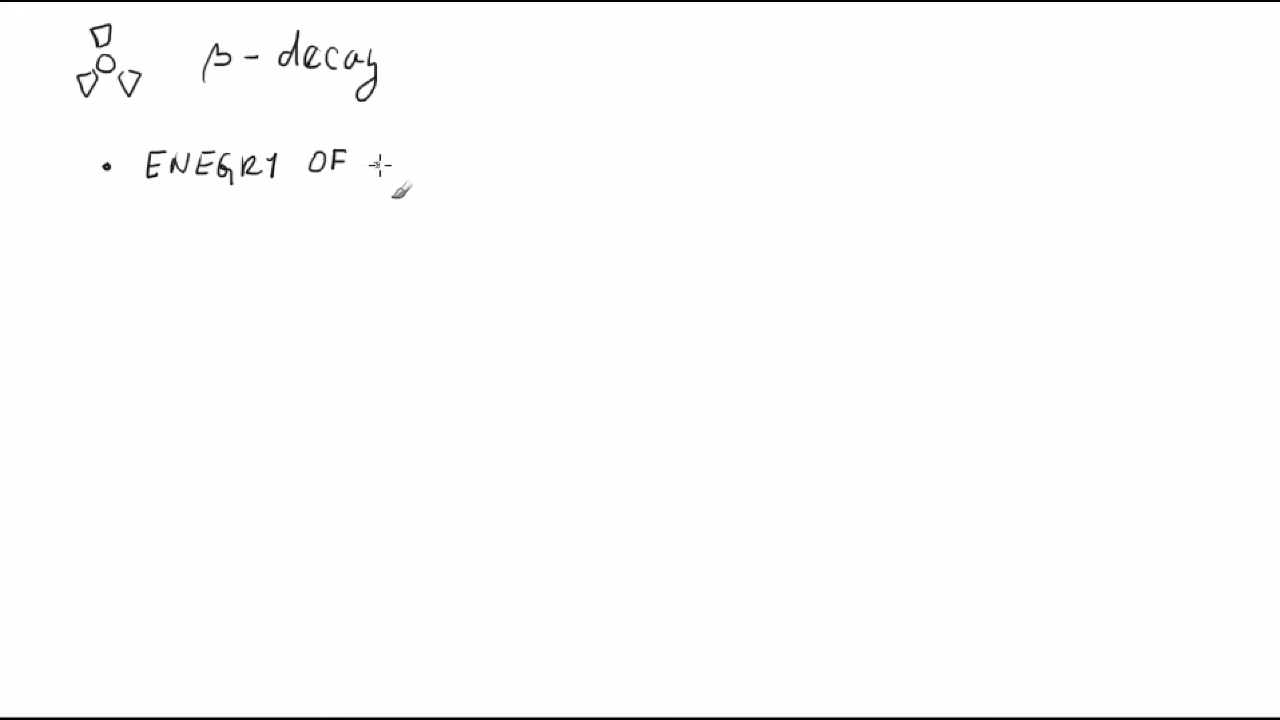 β - decay
• ENEGRY OF